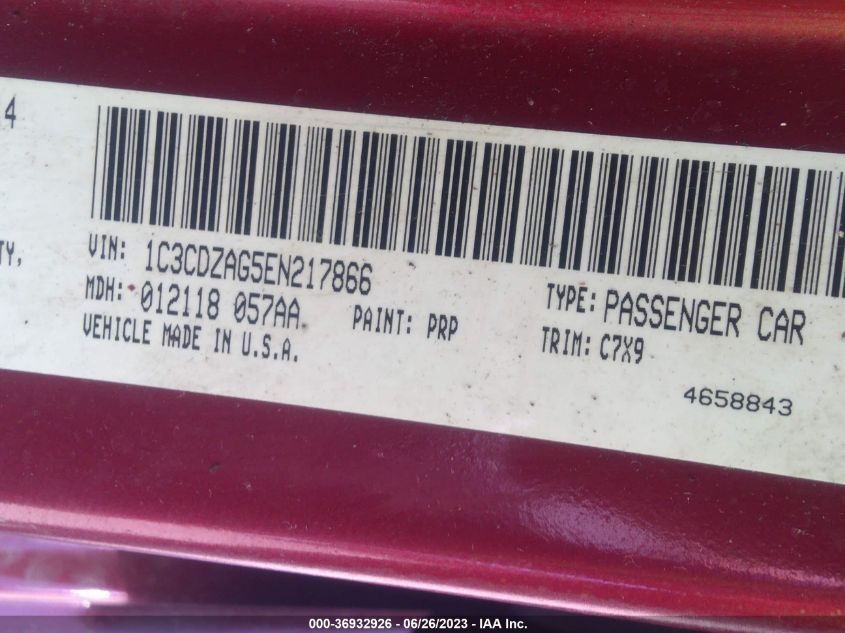 4
TY,
VIN: 1C3CDZAG5EN217866
MDH: 012118 057AA
PAINT: PRP
VEHICLE MADE IN U.S.A.
TYPE: PASSENGER CAR
TRIM: C7X9
4658843
000-36932926 - 06/26/2023 - IAA Inc.